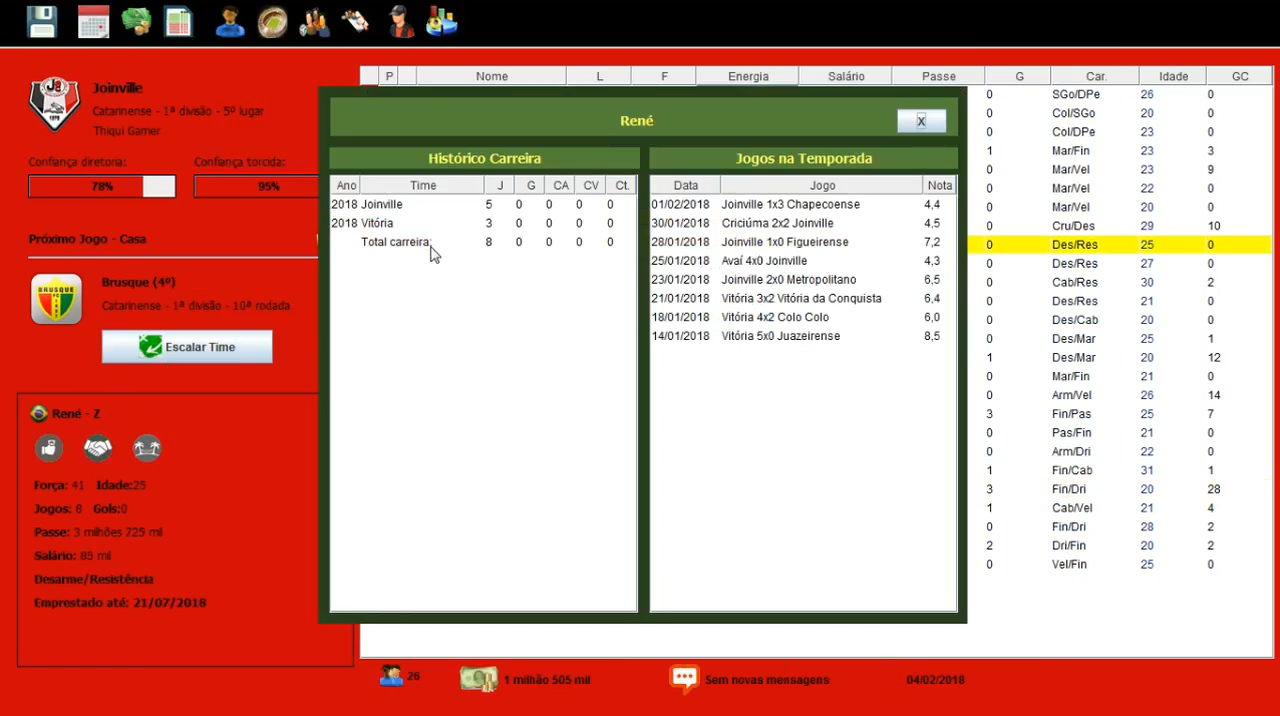 P Nome L F Energia Salário Passe G Car. Idade GC
Joinville
Catarinense - 1ª divisão - 5º lugar
Thiqui Gamer
Confiança diretoria: Confiança torcida:
78% 95%
Próximo Jogo - Casa
Brusque (4º)
Catarinense - 1ª divisão - 10ª rodada
Escalar Time
René - Z
Força: 41 Idade:25
Jogos: 8 Gols:0
Passe: 3 milhões 725 mil
Salário: 85 mil
Desarme/Resistência
Emprestado até: 21/07/2018
René X
Histórico Carreira
Ano Time J G CA CV Ct.
2018 Joinville 5 0 0 0 0
2018 Vitória 3 0 0 0 0
Total carreira: 8 0 0 0 0
Jogos na Temporada
Data Jogo Nota
01/02/2018 Joinville 1x3 Chapecoense 4,4
30/01/2018 Criciúma 2x2 Joinville 4,5
28/01/2018 Joinville 1x0 Figueirense 7,2
25/01/2018 Avaí 4x0 Joinville 4,3
23/01/2018 Joinville 2x0 Metropolitano 6,5
21/01/2018 Vitória 3x2 Vitória da Conquista 6,4
18/01/2018 Vitória 4x2 Colo Colo 6,0
14/01/2018 Vitória 5x0 Juazeirense 8,5
0 SGo/DPe 26 0
0 Col/SGo 20 0
0 Col/DPe 23 0
1 Mar/Fin 23 3
0 Mar/Vel 23 9
0 Mar/Vel 22 0
0 Mar/Vel 20 0
0 Cru/Des 29 10
0 Des/Res 25 0
0 Des/Res 27 0
0 Cab/Res 30 2
0 Des/Res 21 0
0 Des/Cab 20 0
0 Des/Mar 25 1
1 Des/Mar 20 12
0 Mar/Fin 21 0
0 Arm/Vel 26 14
3 Fin/Pas 25 7
0 Pas/Fin 21 0
0 Arm/Dri 22 0
1 Fin/Cab 31 1
3 Fin/Dri 20 28
1 Cab/Vel 21 4
0 Fin/Dri 28 2
2 Dri/Fin 20 2
0 Vel/Fin 25 0
26 1 milhão 505 mil Sem novas mensagens 04/02/2018